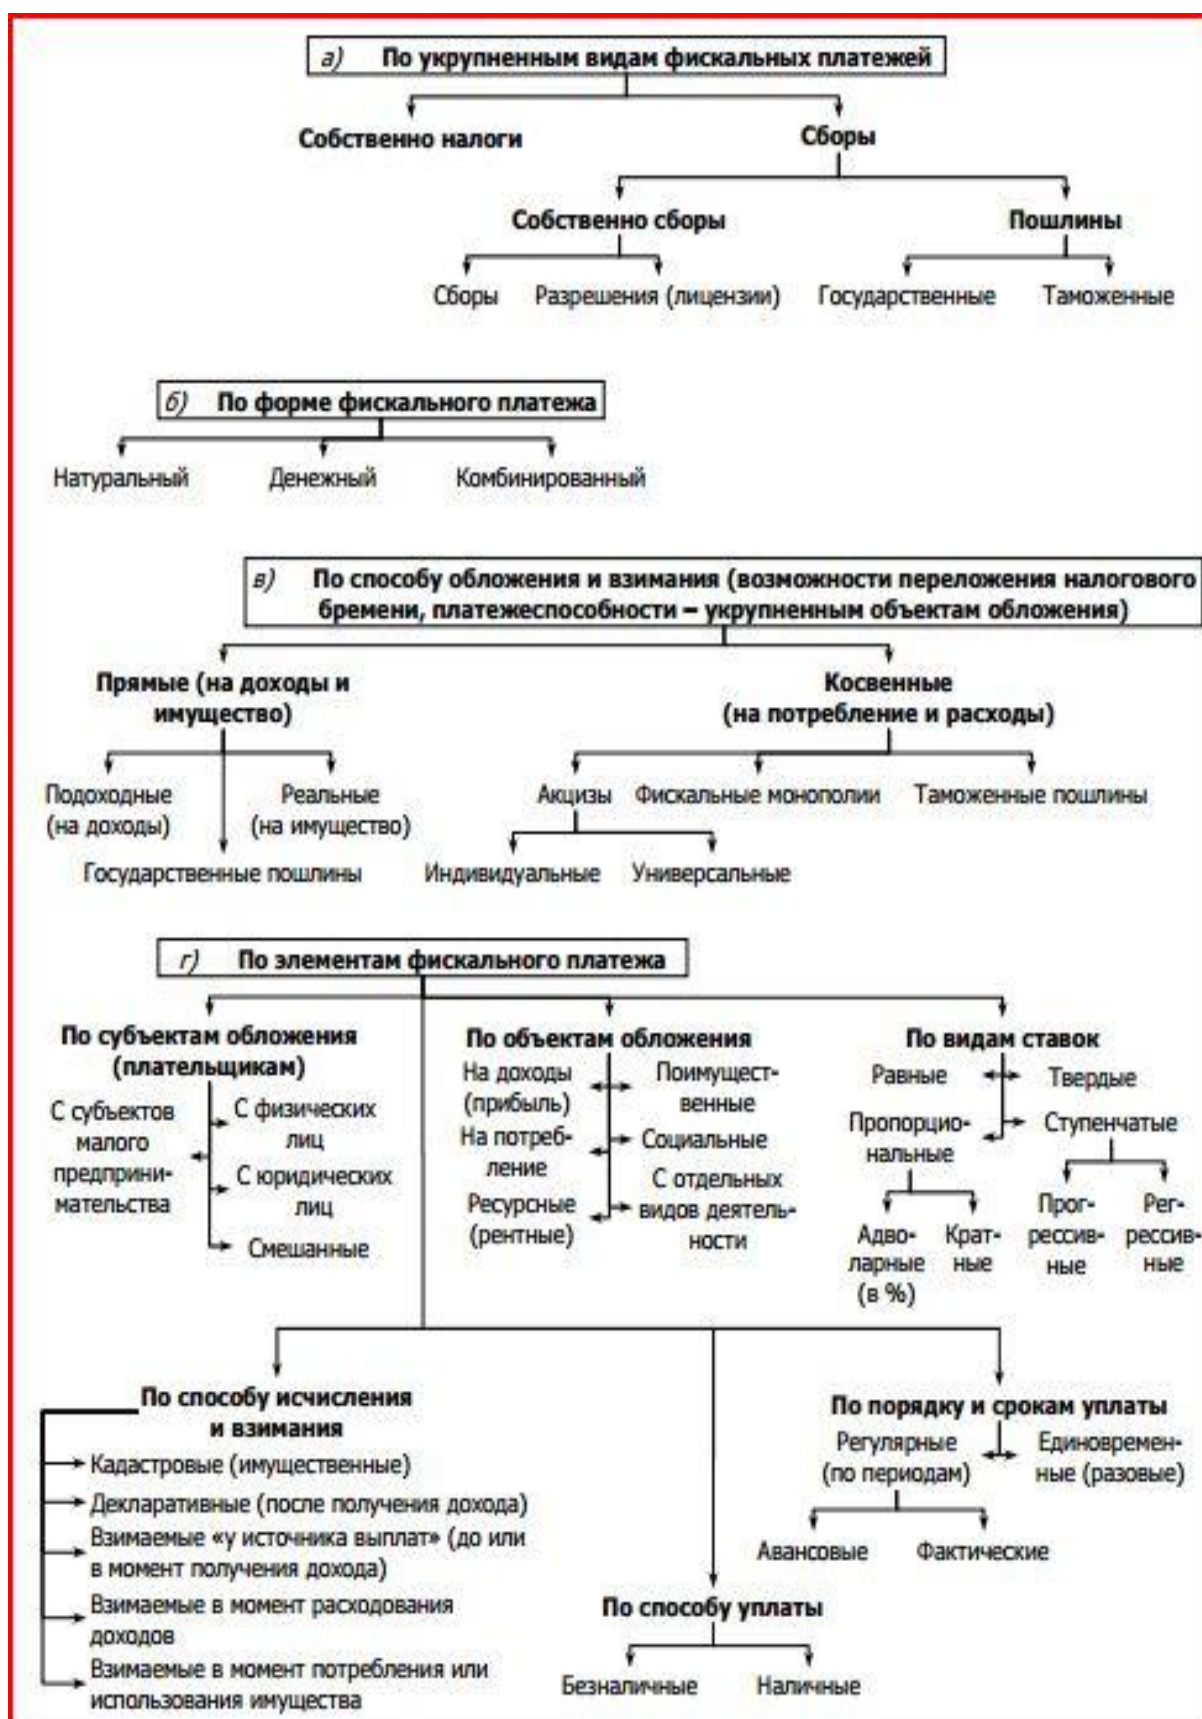 а) По укрупненным видам фискальных платежей
Собственно налоги
Сборы
Собственно сборы
Пошлины
Сборы
Разрешения (лицензии)
Государственные
Таможенные
б) По форме фискального платежа
Натуральный
Денежный
Комбинированный
в) По способу обложения и взимания (возможности переложения налогового
бремени, платежеспособности – укрупненным объектам обложения)
Прямые (на доходы и
имущество)
Косвенные
(на потребление и расходы)
Подоходные
(на доходы)
Реальные
(на имущество)
Государственные пошлины
Акцизы
Фискальные монополии
Таможенные пошлины
Индивидуальные
Универсальные
г) По элементам фискального платежа
По субъектам обложения
(плательщикам)
С субъектов
малого
предприни-
мательства
С физических
лиц
С юридических
лиц
Смешанные
По объектам обложения
На доходы
(прибыль)
Поимущест-
венные
На потреб-
ление
Социальные
Ресурсные
(рентные)
С отдельных
видов деятель-
ности
По видам ставок
Равные
Твердые
Пропорцио-
нальные
Ступенчатые
Адво-
ларные
(в %)
Крат-
ные
Прог-
рессив-
ные
Рег-
рессив-
ные
По способу исчисления
и взимания
Кадастровые (имущественные)
Декларативные (после получения дохода)
Взимаемые «у источника выплат» (до или
в момент получения дохода)
Взимаемые в момент расходования
доходов
Взимаемые в момент потребления или
использования имущества
По способу уплаты
Безналичные
Наличные
По порядку и срокам уплаты
Регулярные
(по периодам)
Единовремен-
ные (разовые)
Авансовые
Фактические